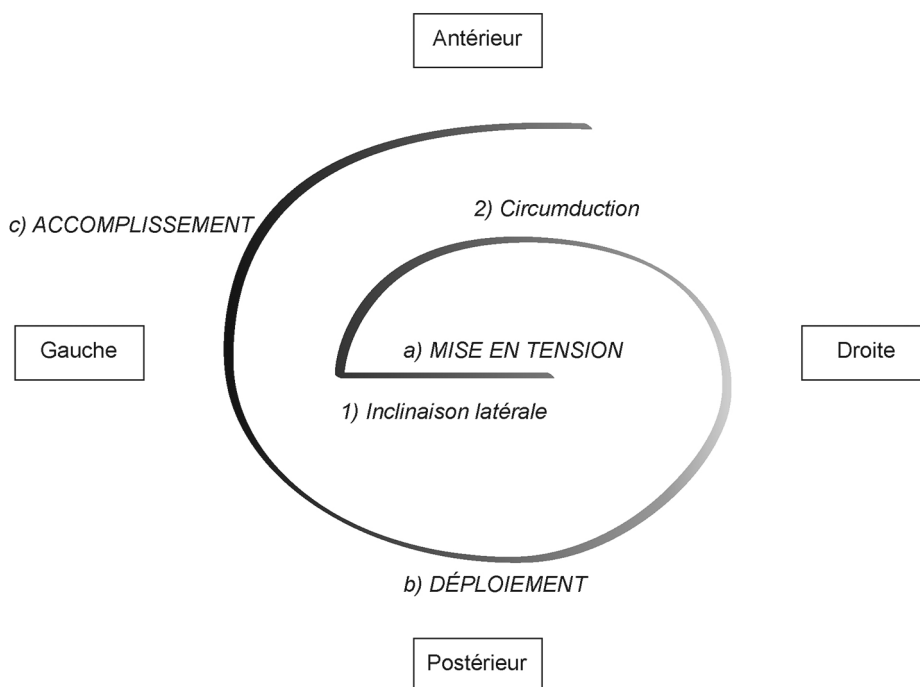 Antérieur
2) Circumduction
c) ACCOMPLISSEMENT
Gauche
a) MISE EN TENSION
Droite
1) Inclinaison latérale
b) DÉPLOIEMENT
Postérieur